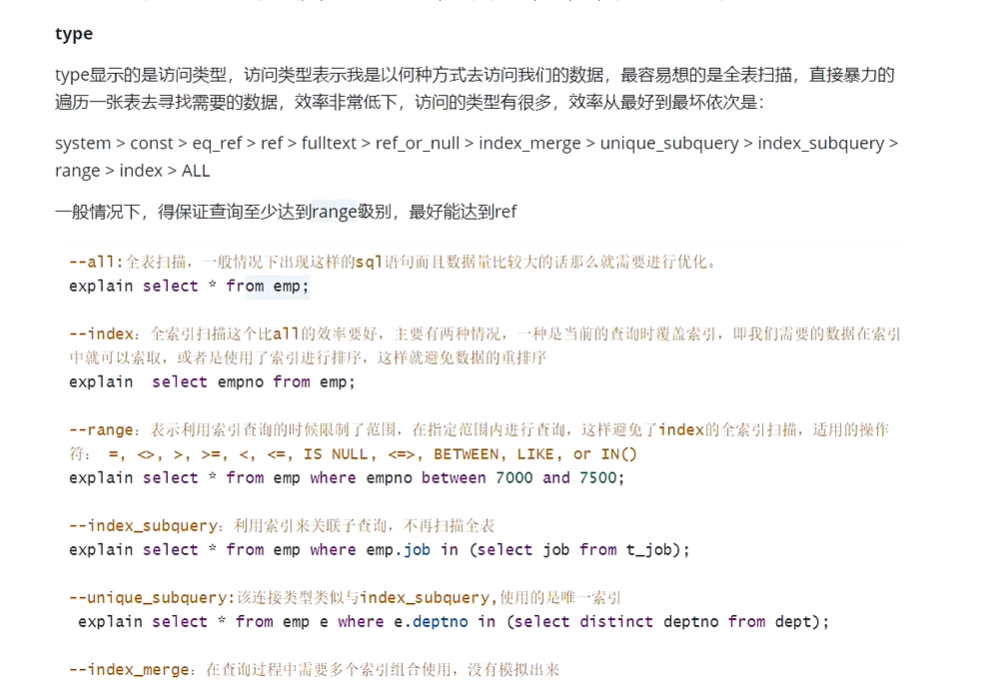 type
type显示的是访问类型，访问类型表示我是以何种方式去访问我们的数据，最容易想的是全表扫描，直接暴力的
遍历一张表去寻找需要的数据，效率非常低下，访问的类型有很多，效率从最好到最坏依次是：
system > const > eq_ref > ref > fulltext > ref_or_null > index_merge > unique_subquery > index_subquery >
range > index > ALL
一般情况下，得保证查询至少达到range级别，最好能达到ref
--all:全表扫描，一般情况下出现这样的sql语句而且数据量比较大的话那么就需要进行优化。
explain select * from emp;
--index：全索引扫描这个比all的效率要好，主要有两种情况，一种是当前的查询时覆盖索引，即我们需要的数据在索引
中就可以索取，或者是使用了索引进行排序，这样就避免数据的重排序
explain  select empno from emp;
--range：表示利用索引查询的时候限制了范围，在指定范围内进行查询，这样避免了index的全索引扫描，适用的操作
符： =, <>, >, >=, <, <=, IS NULL, <=>, BETWEEN, LIKE, or IN()
explain select * from emp where empno between 7000 and 7500;
--index_subquery：利用索引来关联子查询，不再扫描全表
explain select * from emp where emp.job in (select job from t_job);
--unique_subquery:该连接类型类似与index_subquery,使用的是唯一索引
explain select * from emp e where e.deptno in (select distinct deptno from dept);
--index_merge：在查询过程中需要多个索引组合使用，没有模拟出来